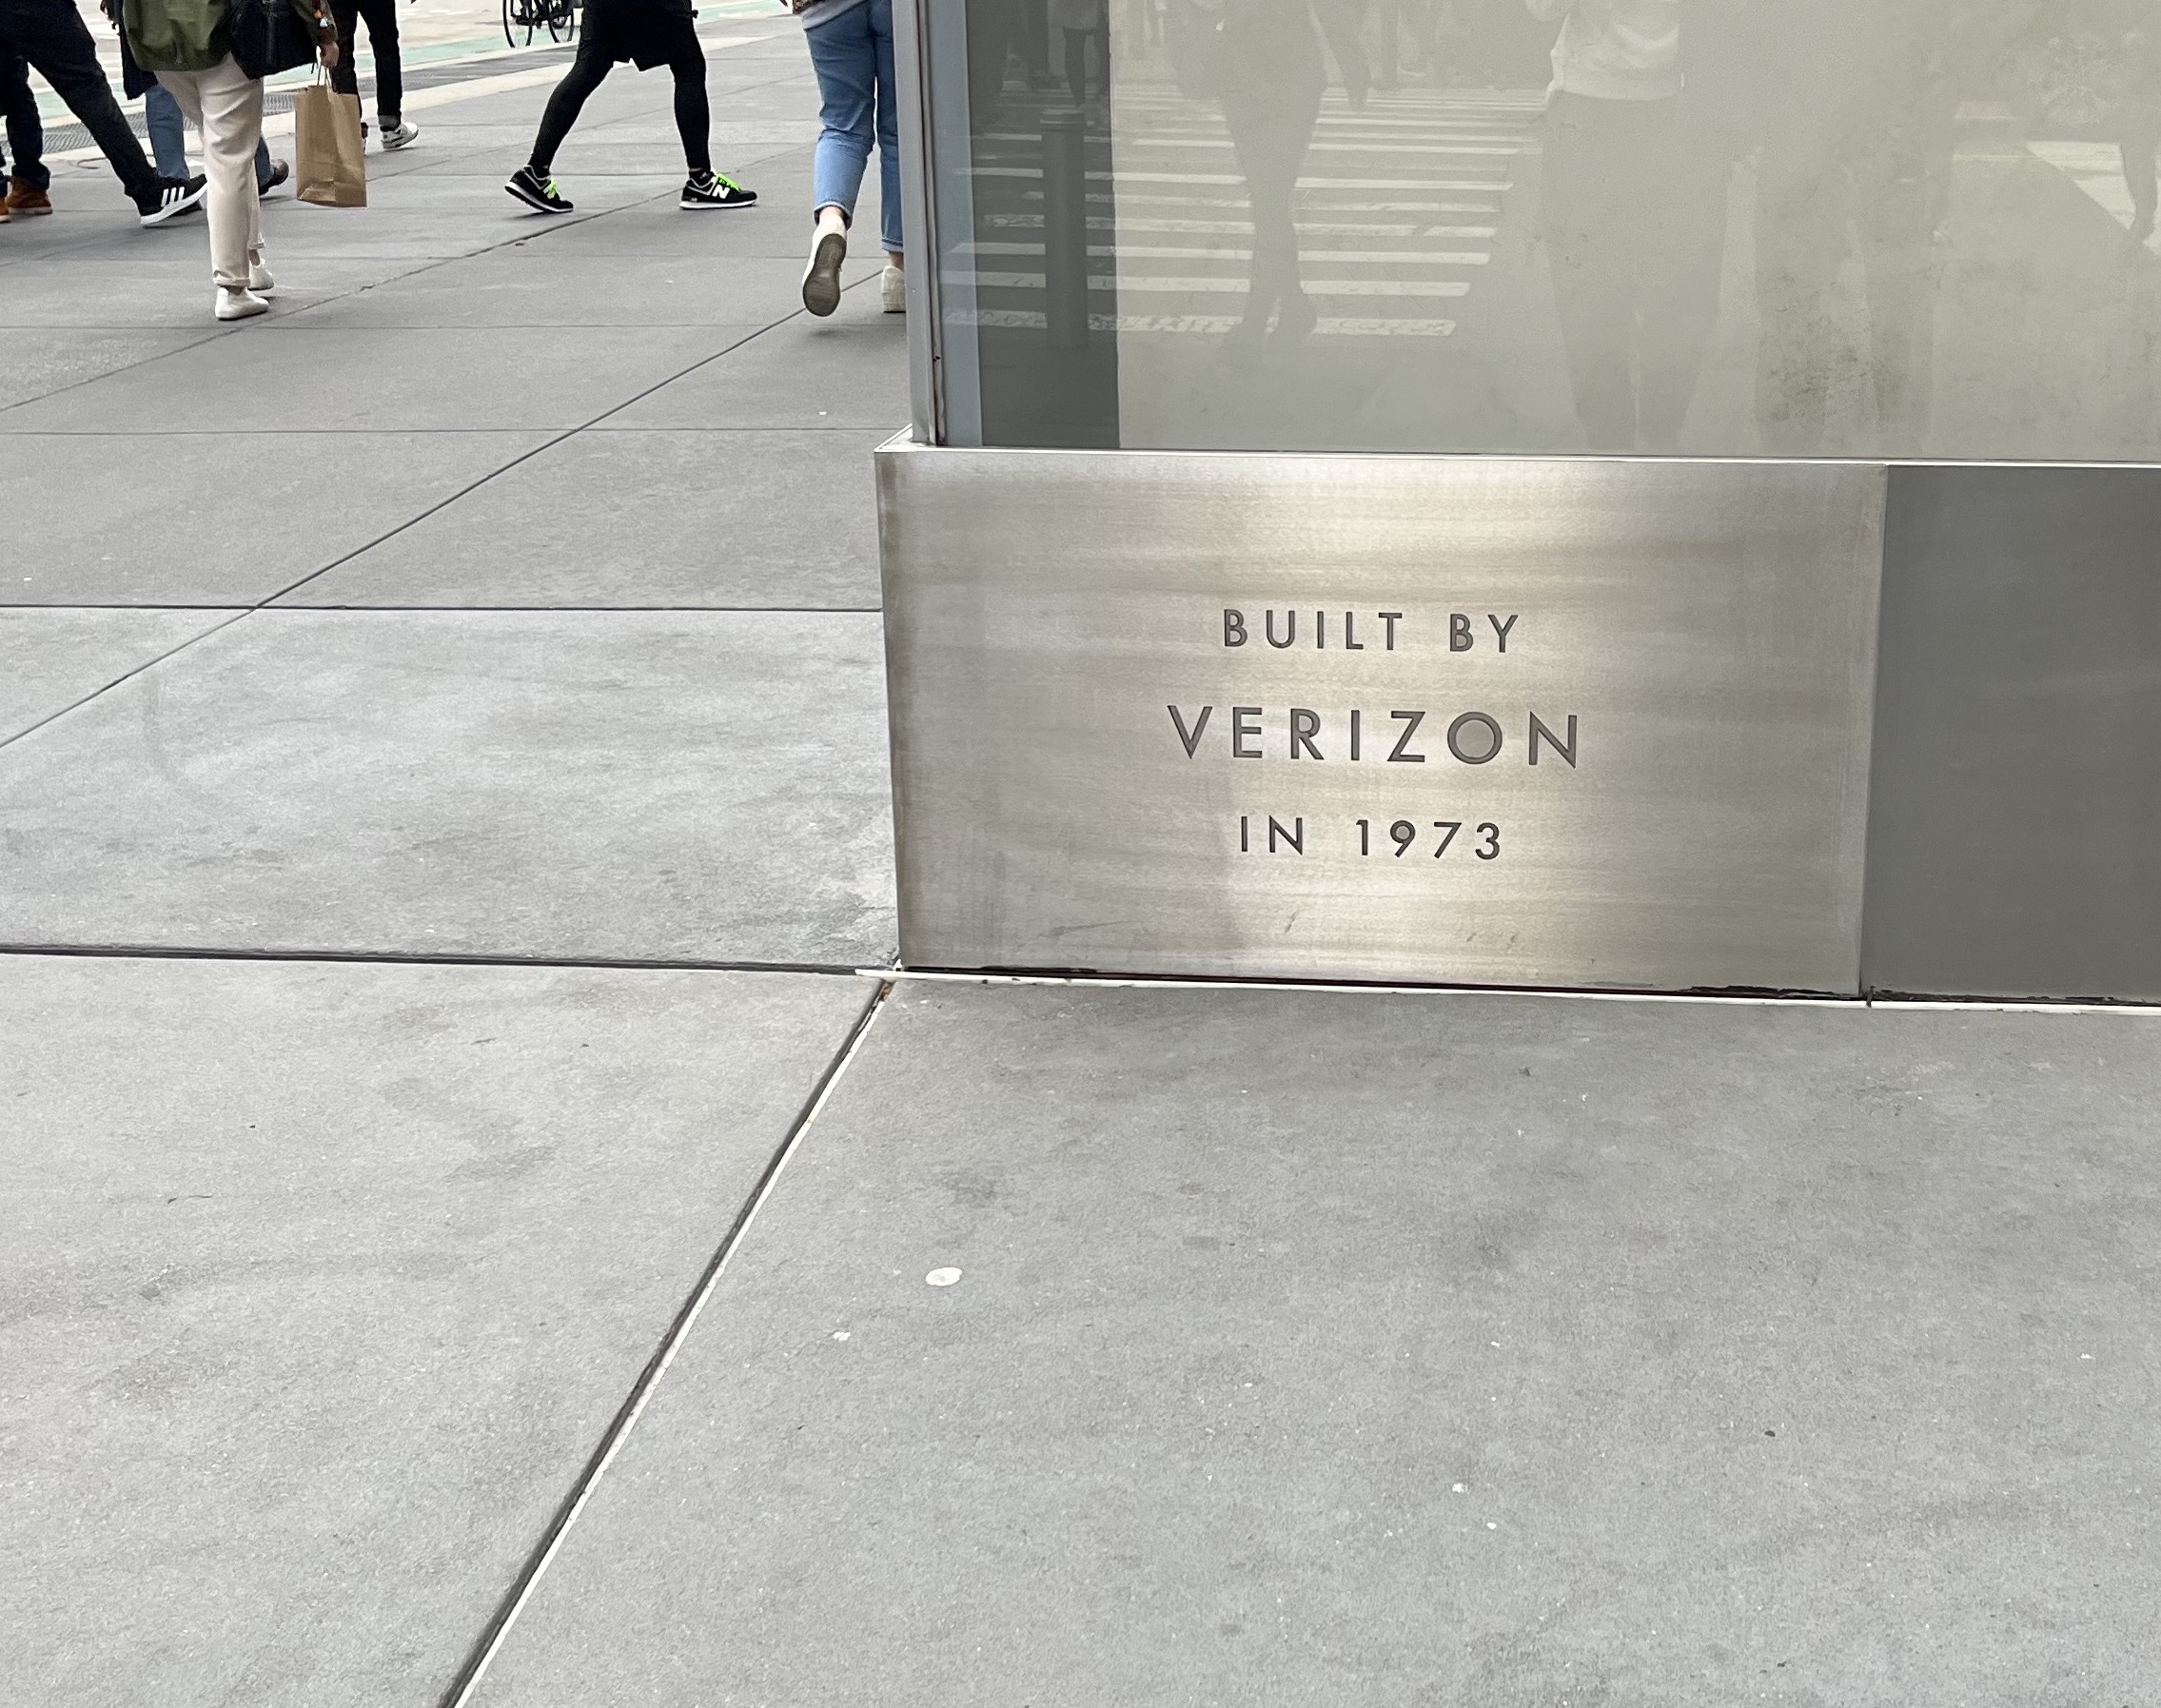 BUILT BY
VERIZON
IN 1973
N